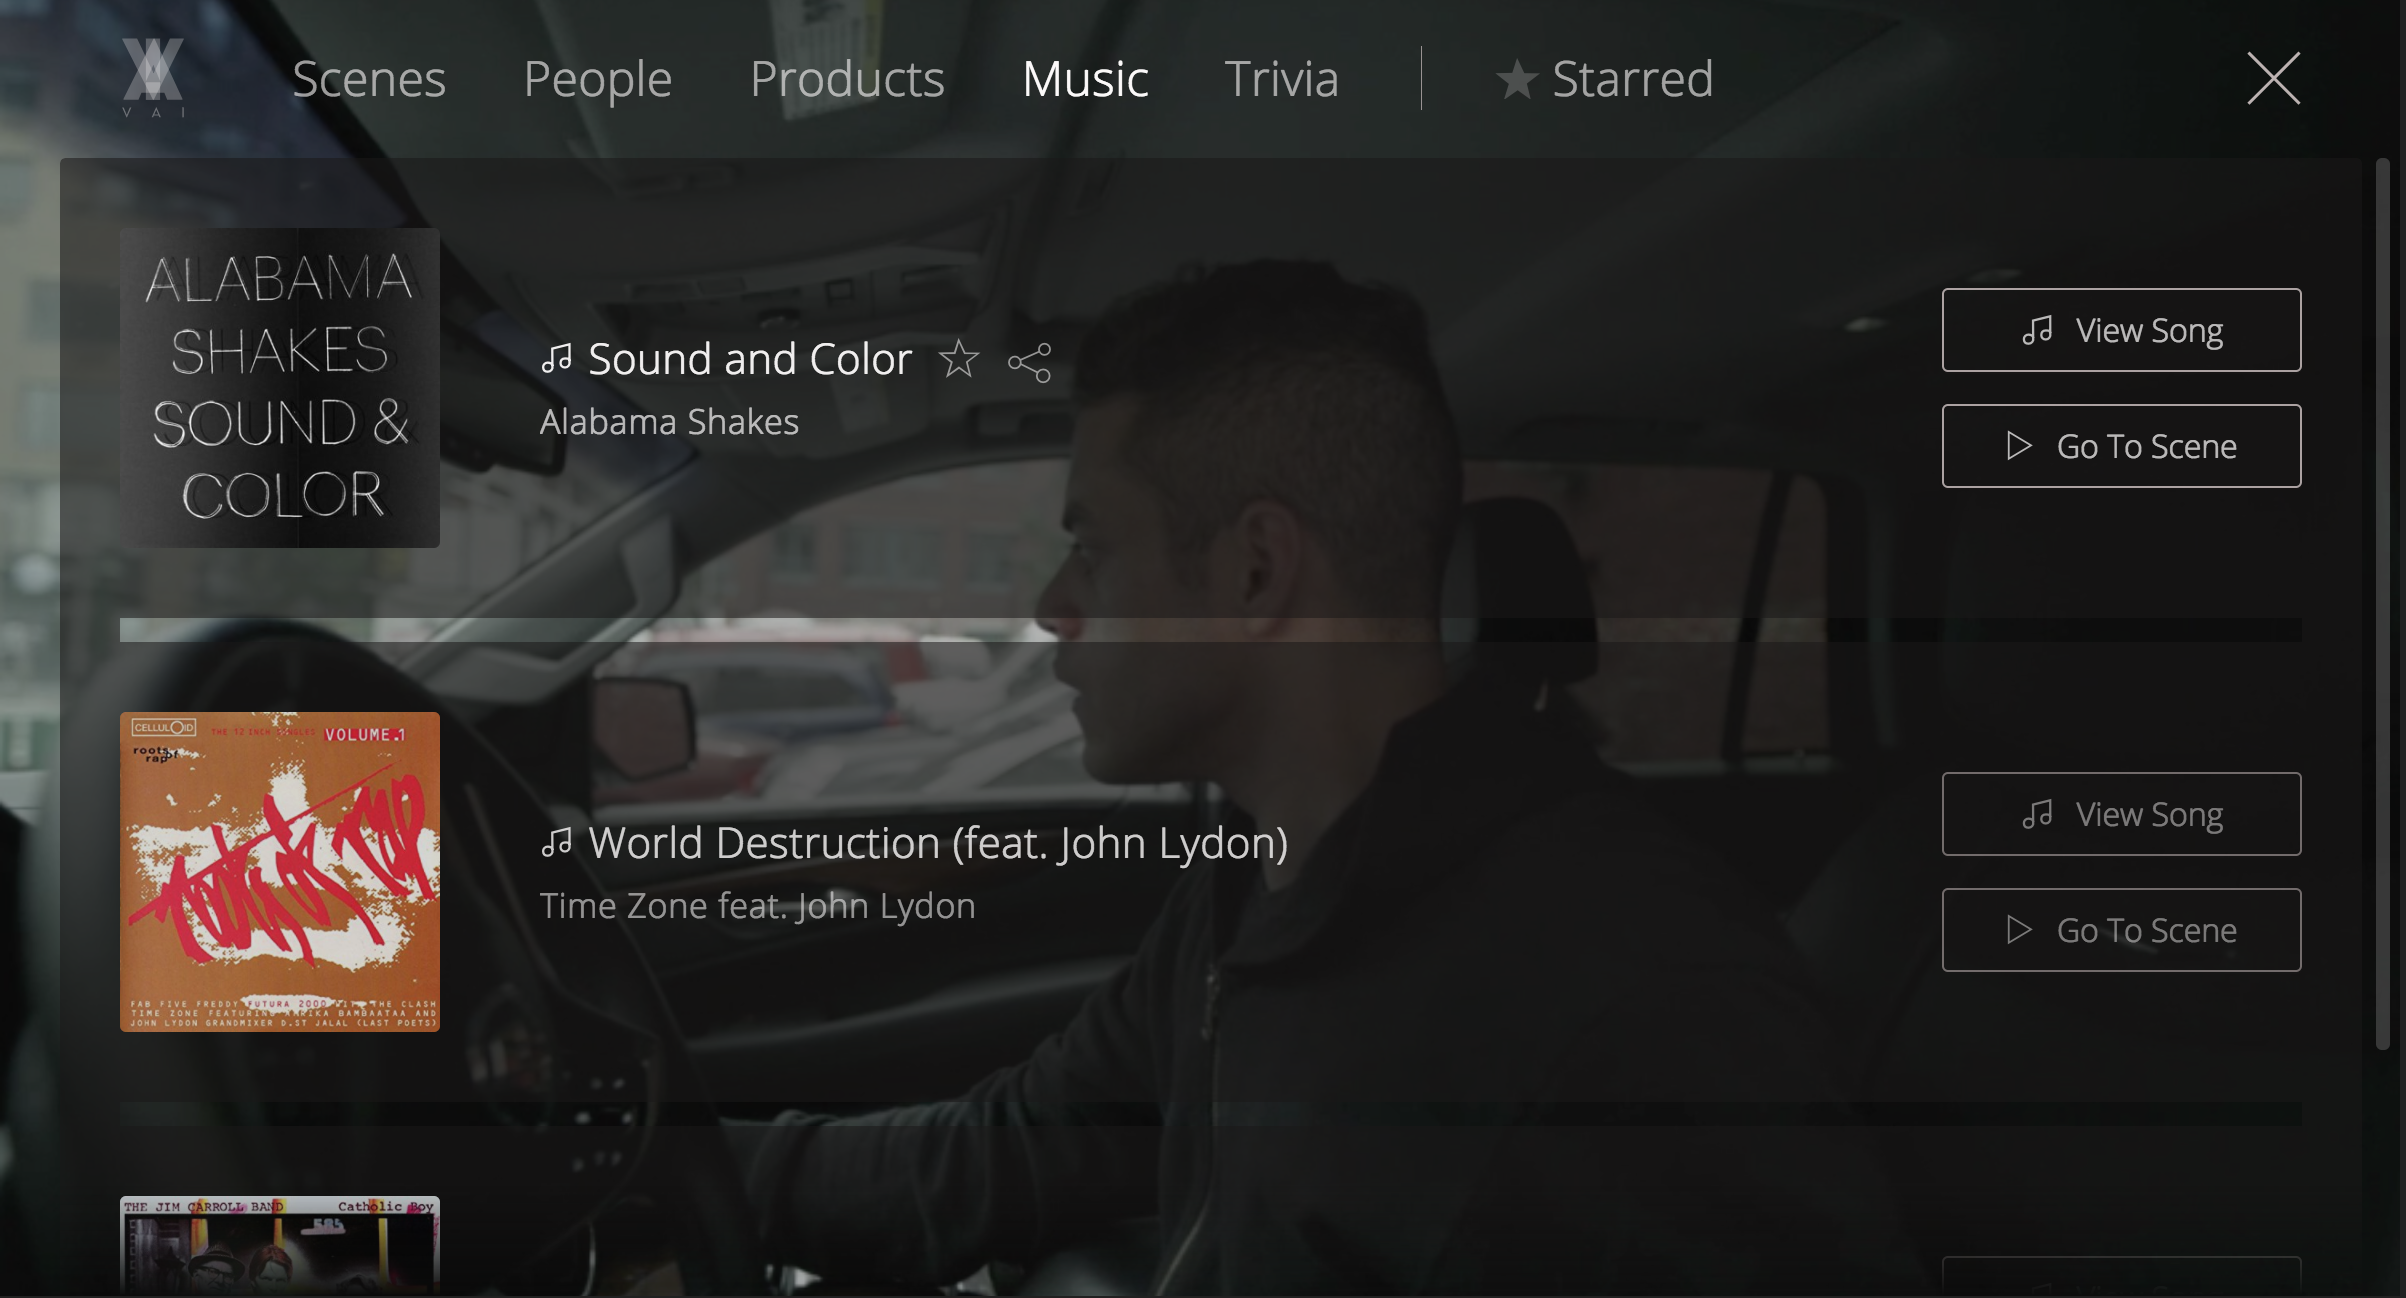 VAI
Scenes People Products Music Trivia Starred
ALABAMA
SHAKES
SOUND &
COLOR
Sound and Color
Alabama Shakes
View Song
Go To Scene
CELLULOID
THE 12 INCH SINGLES VOLUME.1
roots of
rap
World Destruction (feat. John Lydon)
Time Zone feat. John Lydon
View Song
Go To Scene
FAB FIVE FREDDY FUTURA 2000 WITH THE CLASH
TIME ZONE FEATURING AFRIKA BAMBAATAA AND
JOHN LYDON GRANDMIXER D.ST JALAL (LAST POETS)
THE JIM CARROLL BAND Catholic Boy